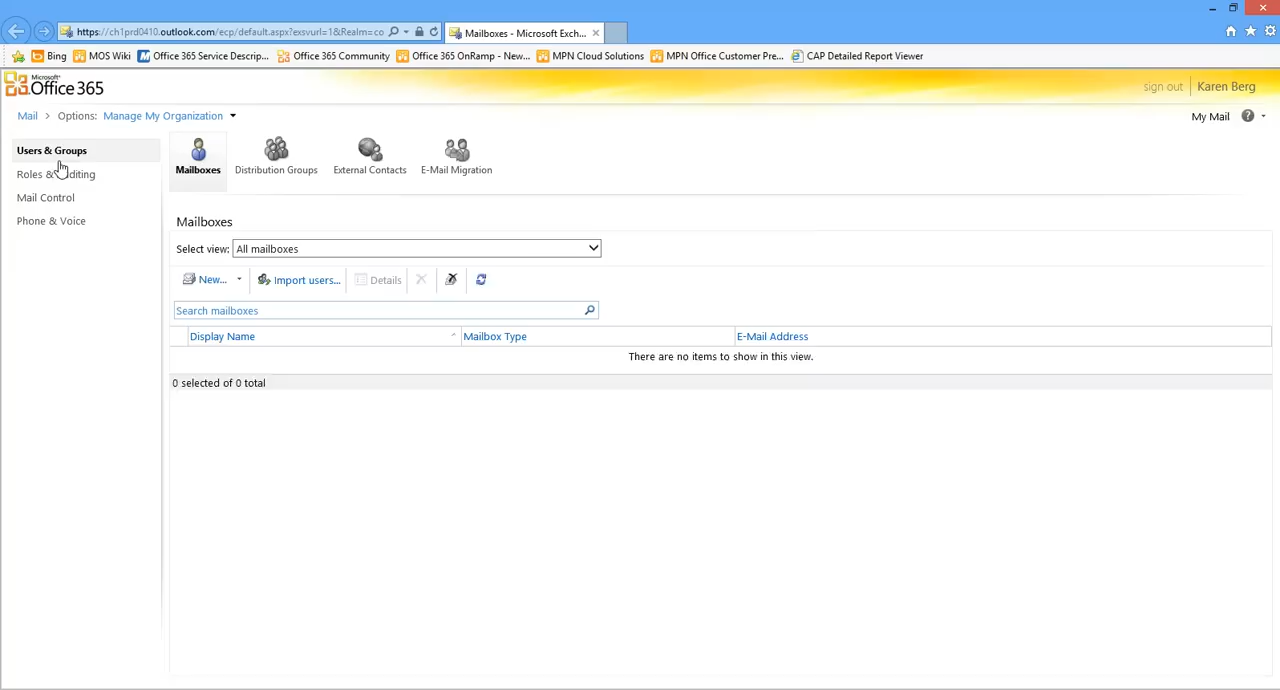 https://ch1prd0410.outlook.com/ecp/default.aspx?exsvurl=1&Realm=co
Mailboxes - Microsoft Exch...
Bing MOS Wiki Office 365 Service Descrip... Office 365 Community Office 365 OnRamp - New... MPN Cloud Solutions MPN Office Customer Pre... CAP Detailed Report Viewer
Microsoft
Office 365
sign out Karen Berg
Mail > Options: Manage My Organization
My Mail
Users & Groups
Roles & diting
Mail Control
Phone & Voice
Mailboxes Distribution Groups External Contacts E-Mail Migration
Mailboxes
Select view: All mailboxes
New... Import users... Details
Search mailboxes
Display Name Mailbox Type E-Mail Address
There are no items to show in this view.
0 selected of 0 total